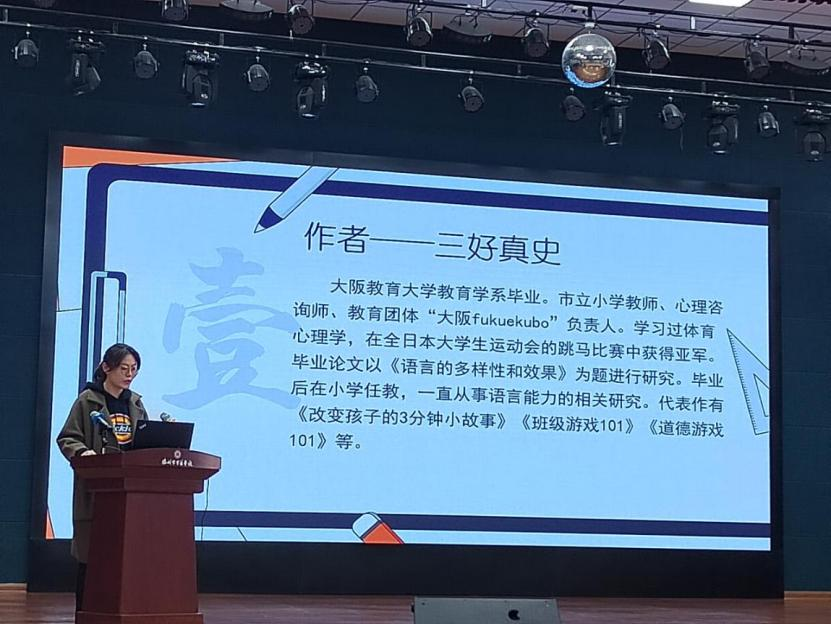 壹
作者——三好真史
大阪教育大学教育学系毕业。市立小学教师、心理咨
询师、教育团体“大阪fukuekubo”负责人。学习过体育
心理学，在全日本大学生运动会的跳马比赛中获得亚军。
毕业论文以《语言的多样性和效果》为题进行研究。毕业
后在小学任教，一直从事语言能力的相关研究。代表作有
《改变孩子的3分钟小故事》《班级游戏101》《道德游戏
101》等。